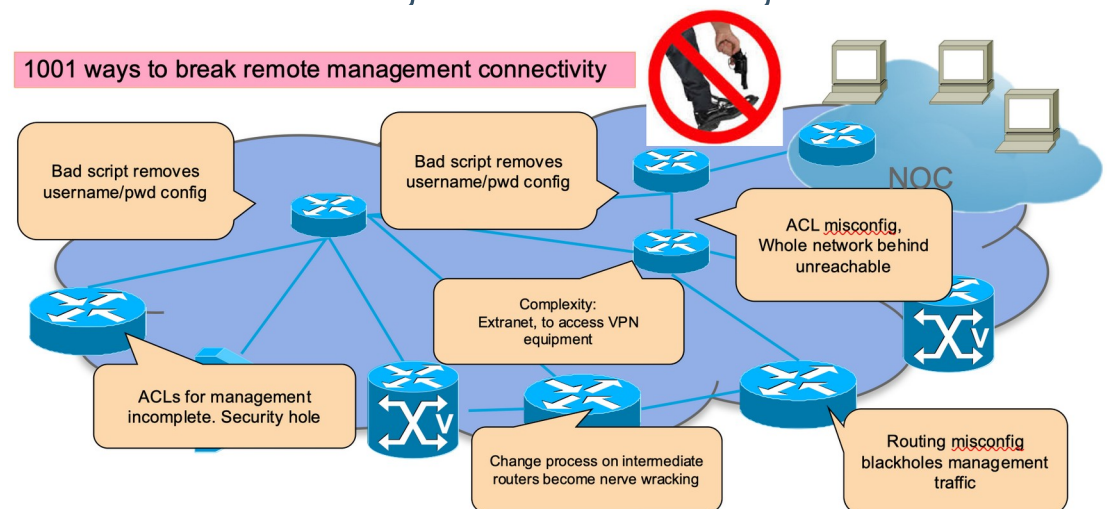 1001 ways to break remote management connectivity
Bad script removes
username/pwd config
Bad script removes
username/pwd config
NOC
ACL misconfig,
Whole network behind
unreachable
Complexity:
Extranet, to access VPN
equipment
V
ACLs for management
incomplete. Security hole
V
Change process on intermediate
routers become nerve wracking
Routing misconfig
blackholes management
traffic